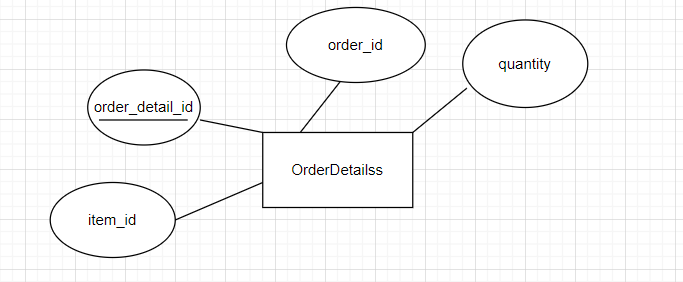 order_id
quantity
order_detail_id
OrderDetailss
item_id